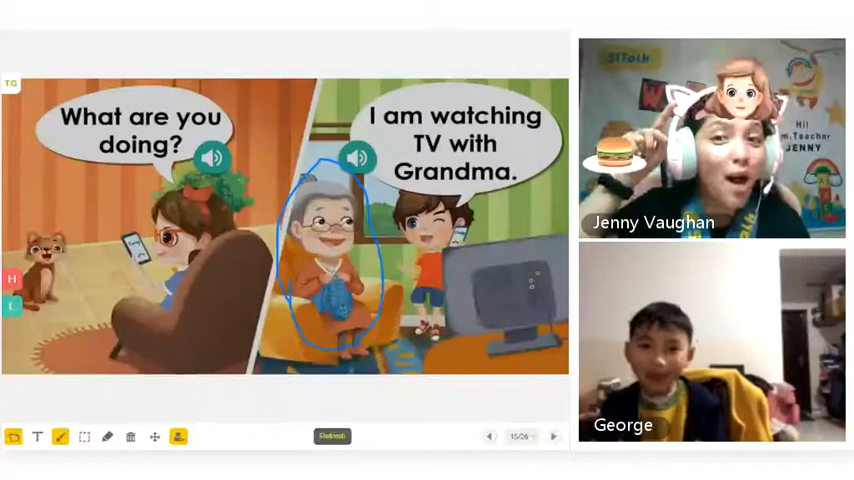 TG
What are you
doing?
I am watching
TV with
Grandma.
H
L
T
Refresh
15/26
51Talk
W
Hi!
I'm Teacher
JENNY
Jenny Vaughan
George